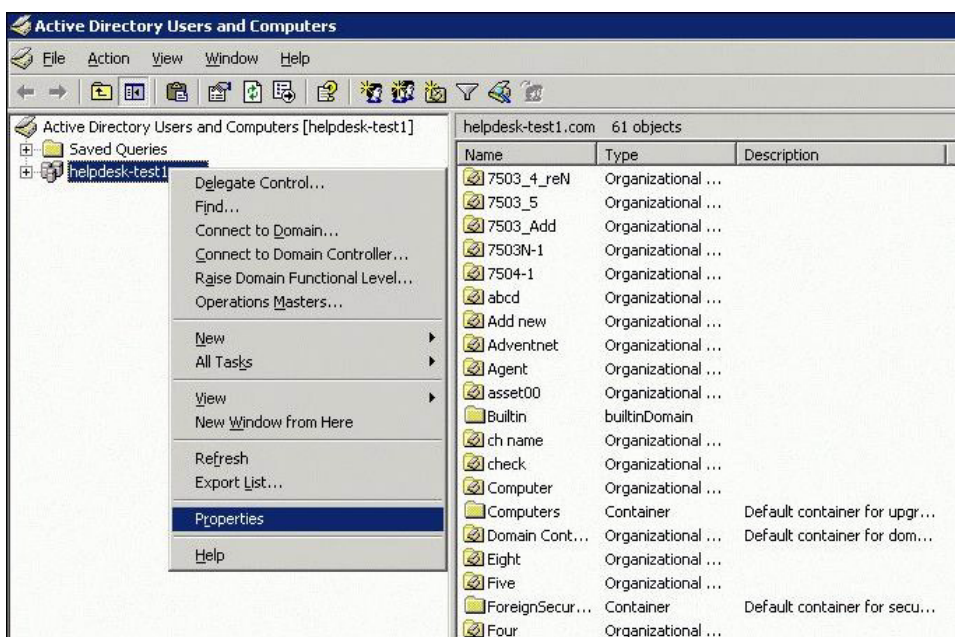 Active Directory Users and Computers
File Action View Window Help
Active Directory Users and Computers [helpdesk-test1]
Saved Queries
helpdesk-test1
Delegate Control...
Find...
Connect to Domain...
Connect to Domain Controller...
Raise Domain Functional Level...
Operations Masters...
New
All Tasks
View
New Window from Here
Refresh
Export List...
Properties
Help
helpdesk-test1.com 61 objects
Name Type Description
7503_4_reN Organizational ...
7503_5 Organizational ...
7503_Add Organizational ...
7503N-1 Organizational ...
7504-1 Organizational ...
abcd Organizational ...
Add new Organizational ...
Adventnet Organizational ...
Agent Organizational ...
asset00 Organizational ...
Builtin builtinDomain
ch name Organizational ...
check Organizational ...
Computer Organizational ...
Computers Container Default container for upgr...
Domain Cont... Organizational ... Default container for dom...
Eight Organizational ...
Five Organizational ...
ForeignSecur... Container Default container for secu...
Four Organizational ...